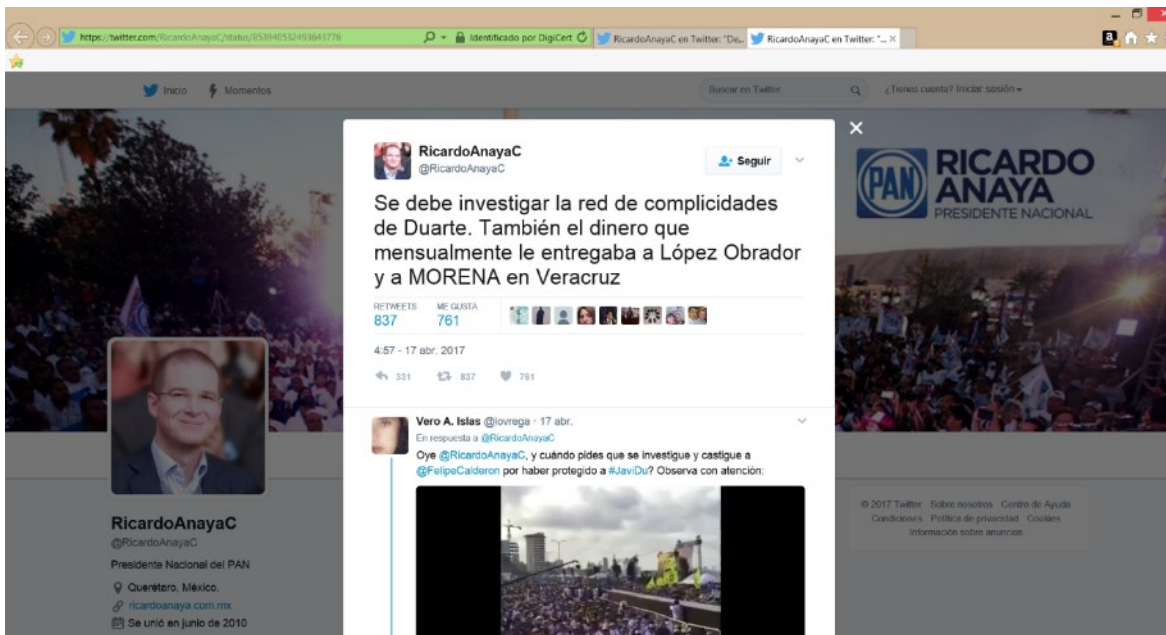 https://twitter.com/RicardoAnayaC/status/853940532493643776
Identificado por DigiCert
RicardoAnayaC en Twitter: "De...
RicardoAnayaC en Twitter: "...
Inicio
Momentos
Buscar en Twitter
¿Tienes cuenta? Iniciar sesión
RicardoAnayaC
@RicardoAnayaC
Seguir
Se debe investigar la red de complicidades
de Duarte. También el dinero que
mensualmente le entregaba a López Obrador
y a MORENA en Veracruz
RETWEETS ME GUSTA
837 761
4:57 - 17 abr. 2017
331 837 761
Vero A. Islas @lovrega · 17 abr.
En respuesta a @RicardoAnayaC
Oye @RicardoAnayaC, y cuándo pides que se investigue y castigue a
@FelipeCalderon por haber protegido a #JaviDu? Observa con atención:
PAN
RICARDO
ANAYA
PRESIDENTE NACIONAL
RicardoAnayaC
@RicardoAnayaC
Presidente Nacional del PAN
Querétaro, México.
ricardoanaya.com.mx
Se unió en junio de 2010
© 2017 Twitter Sobre nosotros Centro de Ayuda
Condiciones Política de privacidad Cookies
Información sobre anuncios